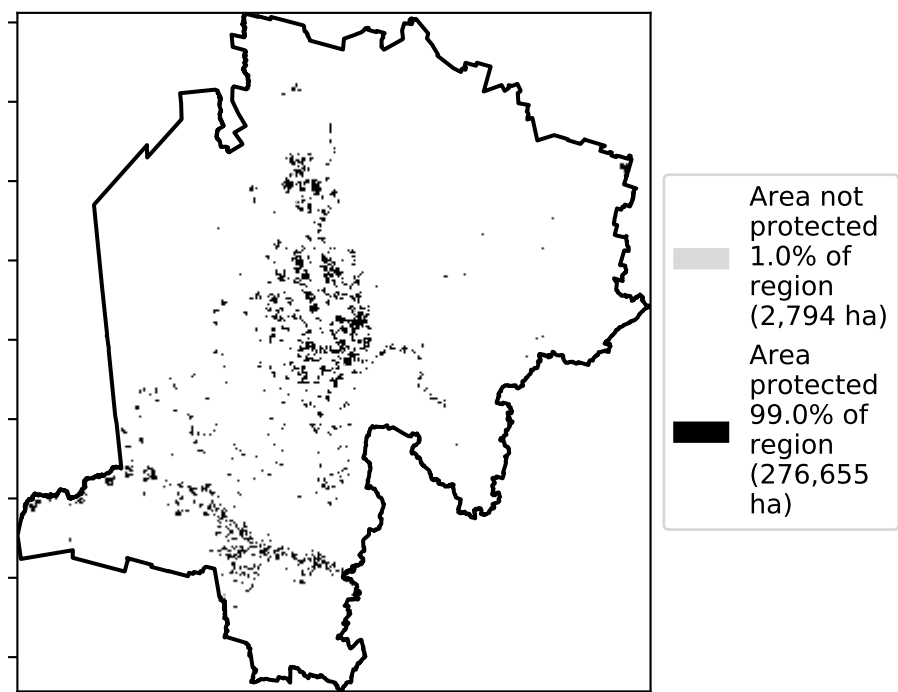 Area not
protected
1.0% of
region
(2,794 ha)
Area
protected
99.0% of
region
(276,655
ha)